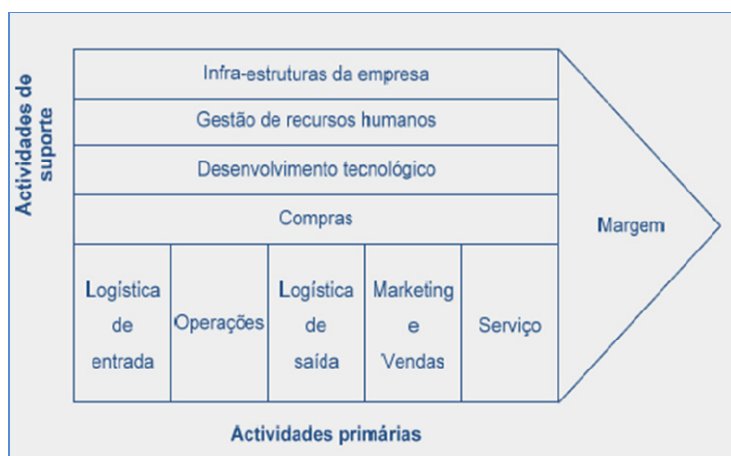 Actividades de
suporte
Infra-estruturas da empresa
Gestão de recursos humanos
Desenvolvimento tecnológico
Compras
Margem
Logística
de
entrada
Operações
Logística
de
saída
Marketing
e
Vendas
Serviço
Actividades primárias